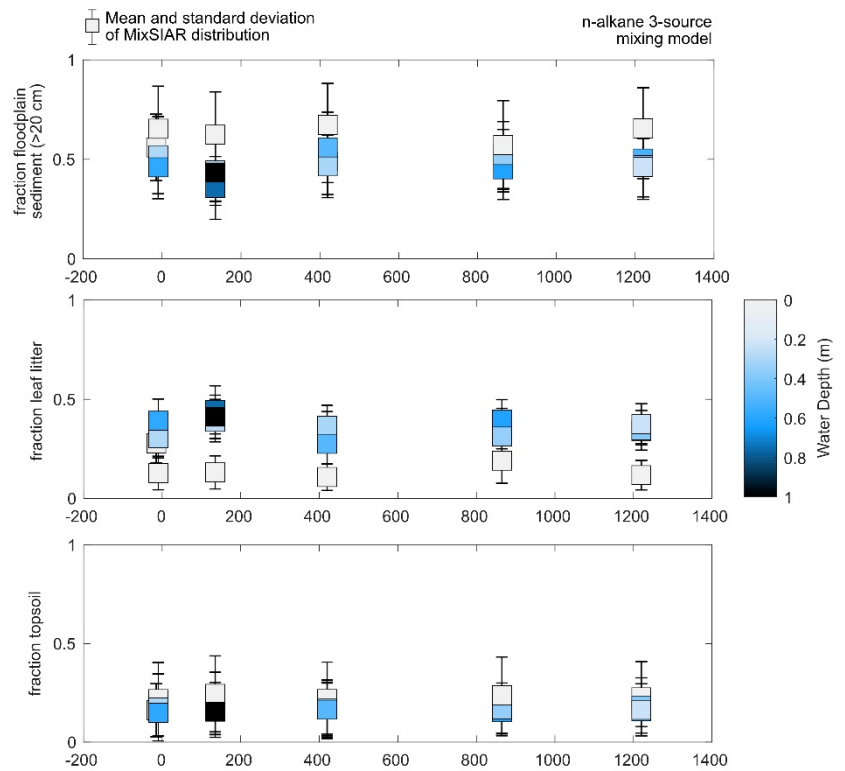 Mean and standard deviation
of MixSIAR distribution
n-alkane 3-source
mixing model
fraction floodplain
sediment (>20 cm)
1
0.5
0
-200 0 200 400 600 800 1000 1200 1400
fraction leaf litter
1
0.5
0
-200 0 200 400 600 800 1000 1200 1400
0
0.2
0.4
0.6
0.8
1
Water Depth (m)
fraction topsoil
1
0.5
0
-200 0 200 400 600 800 1000 1200 1400